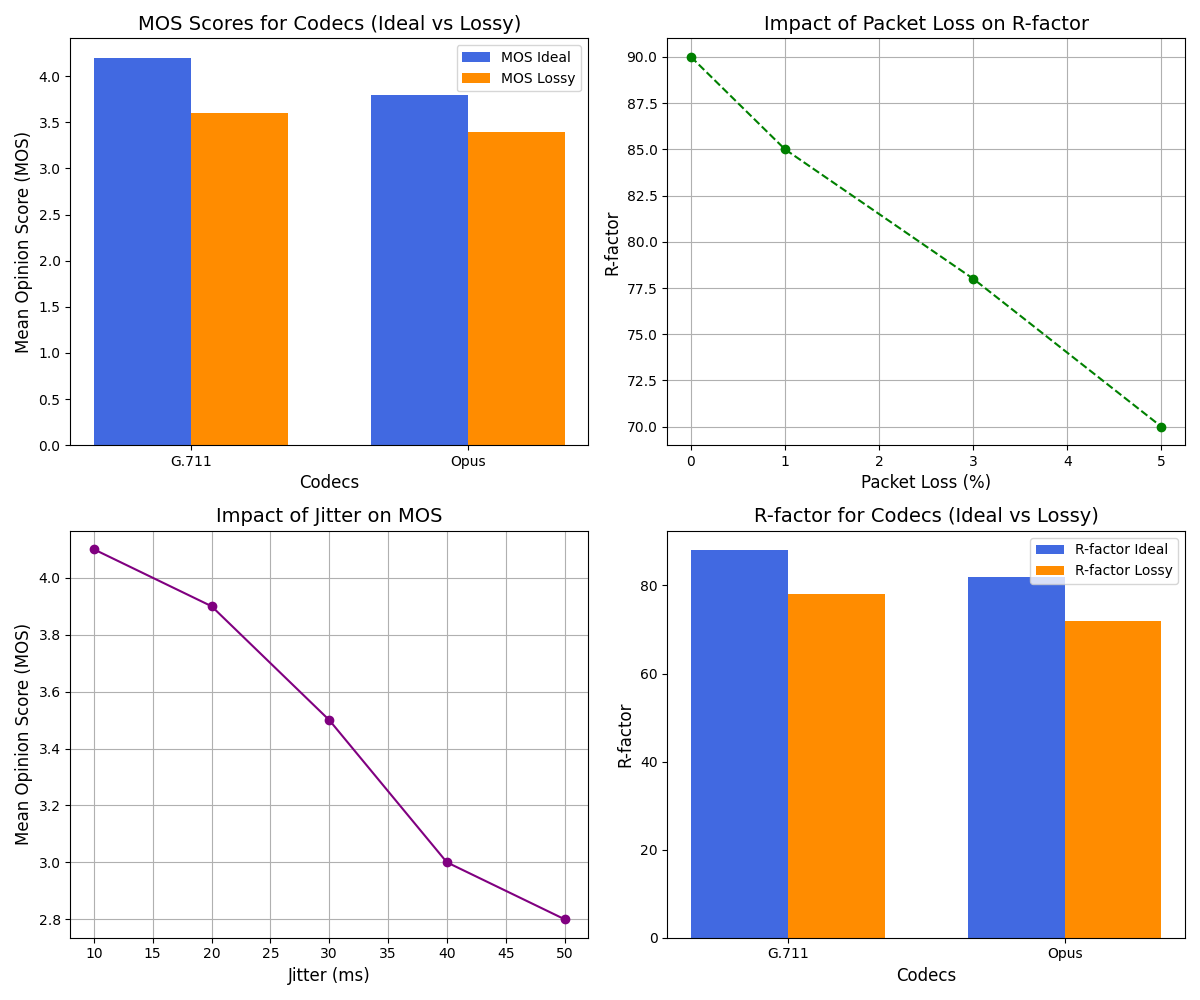 MOS Scores for Codecs (Ideal vs Lossy)
MOS Ideal
MOS Lossy
4.0
3.5
3.0
2.5
2.0
1.5
1.0
0.5
0.0
Mean Opinion Score (MOS)
G.711 Opus
Codecs
Impact of Packet Loss on R-factor
90.0
87.5
85.0
82.5
80.0
77.5
75.0
72.5
70.0
R-factor
0 1 2 3 4 5
Packet Loss (%)
Impact of Jitter on MOS
4.0
3.8
3.6
3.4
3.2
3.0
2.8
Mean Opinion Score (MOS)
10 15 20 25 30 35 40 45 50
Jitter (ms)
R-factor for Codecs (Ideal vs Lossy)
R-factor Ideal
R-factor Lossy
80
60
40
20
0
R-factor
G.711 Opus
Codecs